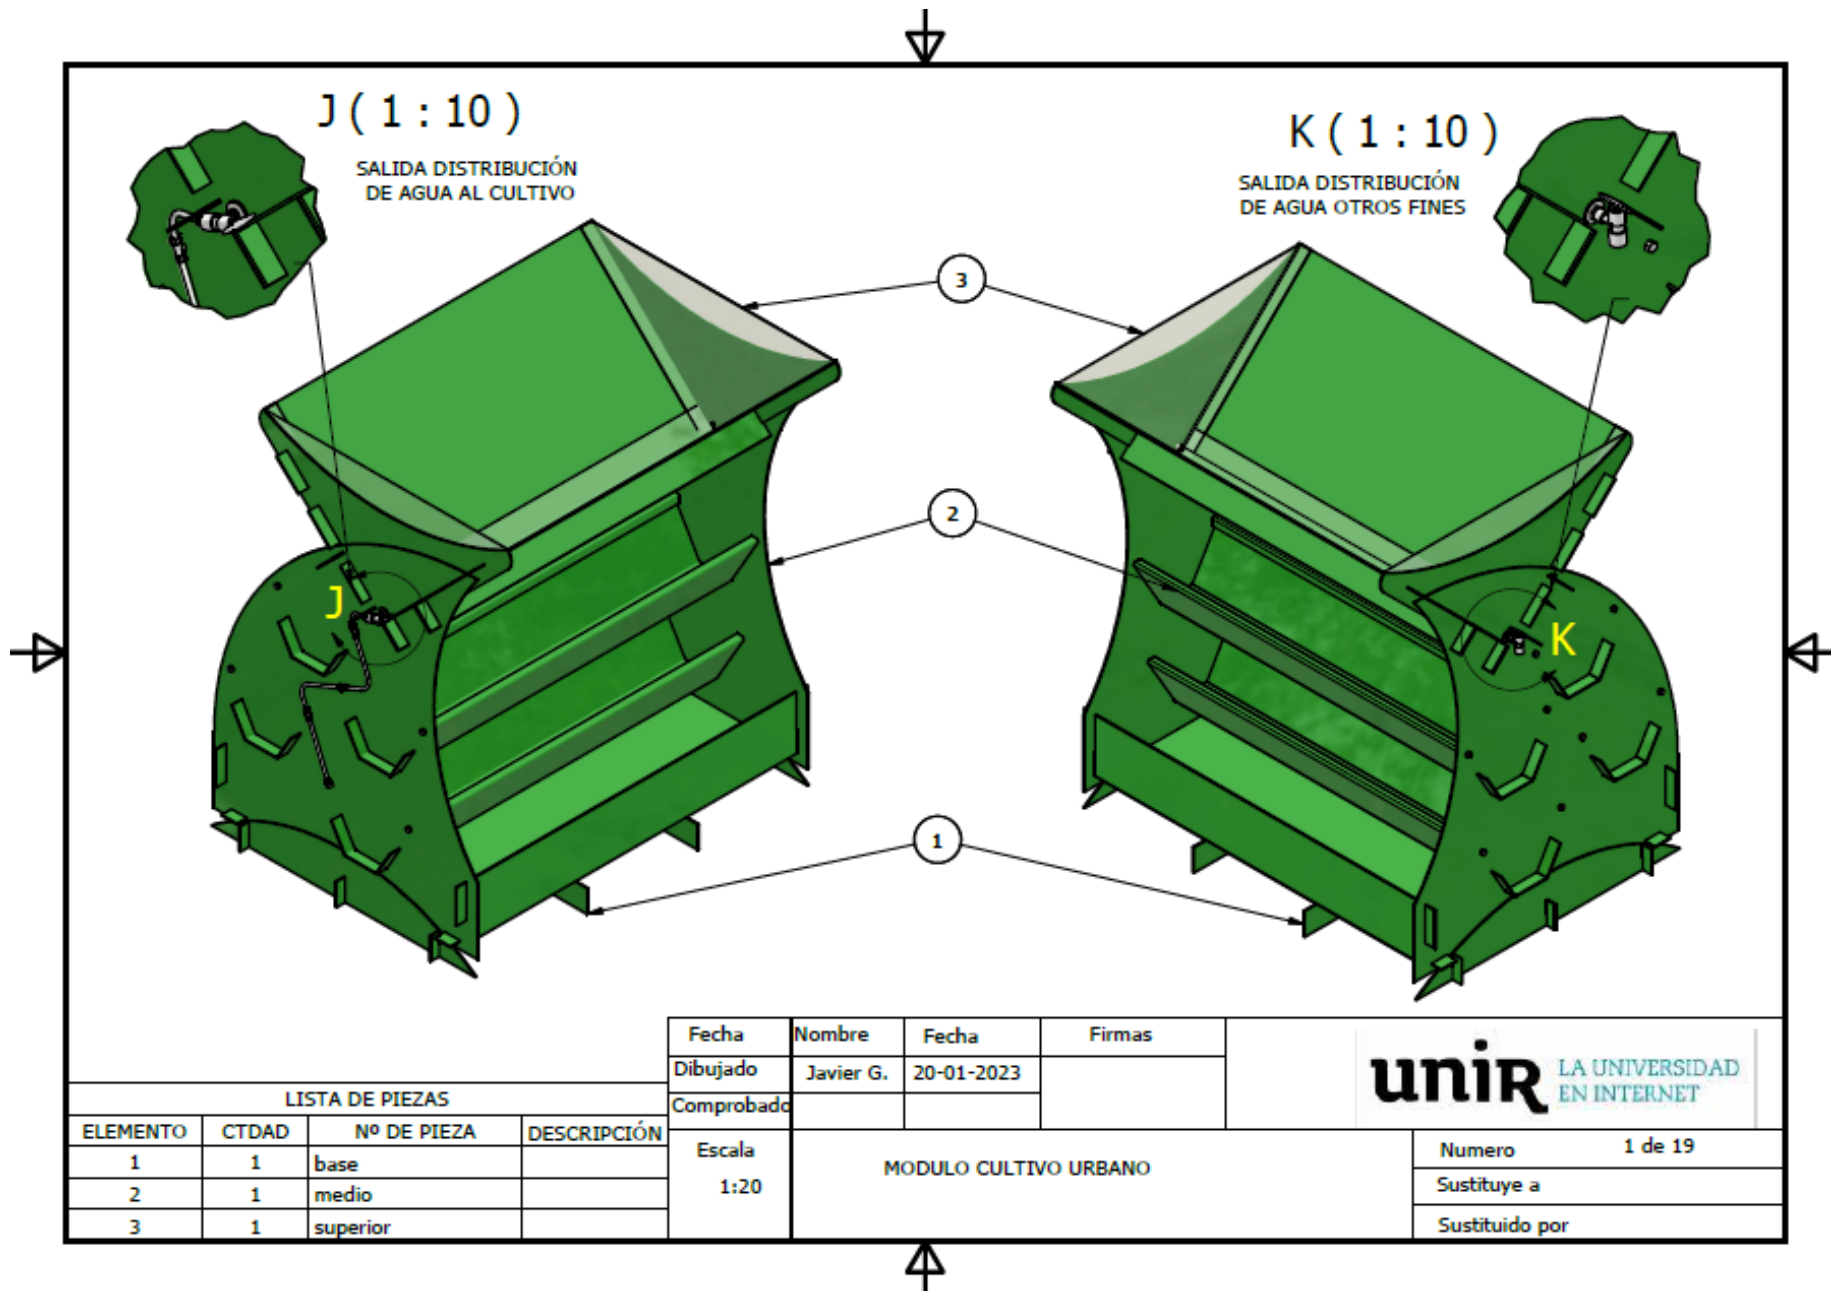 J ( 1 : 10 )
SALIDA DISTRIBUCIÓN
DE AGUA AL CULTIVO
K ( 1 : 10 )
SALIDA DISTRIBUCIÓN
DE AGUA OTROS FINES
3
2
J
K
1
LISTA DE PIEZAS
ELEMENTO CTDAD Nº DE PIEZA DESCRIPCIÓN
1 1 base
2 1 medio
3 1 superior
Fecha Nombre Fecha Firmas
Dibujado Javier G. 20-01-2023
Comprobado
Escala
1:20
MODULO CULTIVO URBANO
unir LA UNIVERSIDAD
EN INTERNET
Numero 1 de 19
Sustituye a
Sustituido por